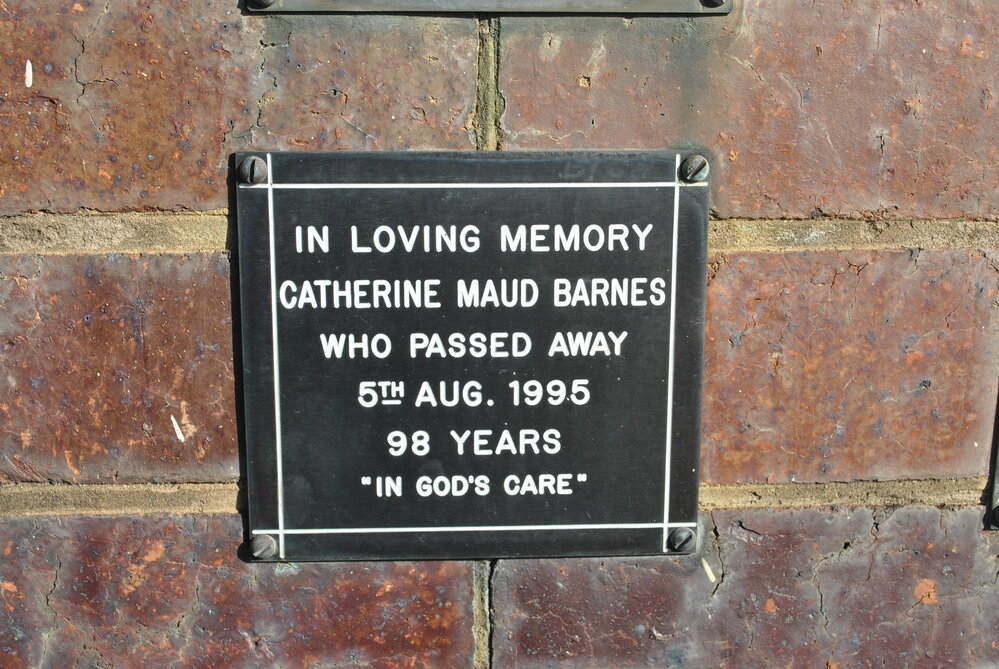 IN LOVING MEMORY
CATHERINE MAUD BARNES
WHO PASSED AWAY
5TH AUG. 1995
98 YEARS
"IN GOD'S CARE"